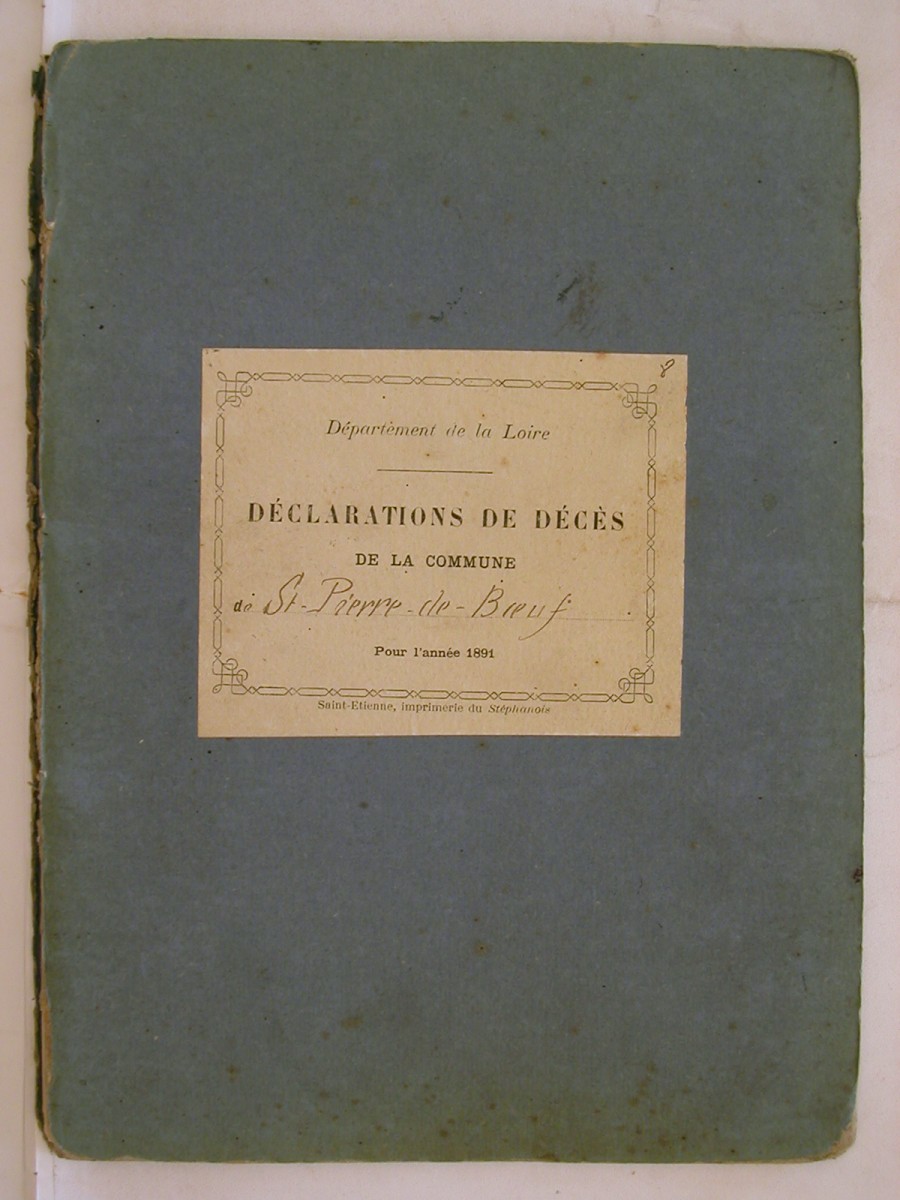 8
Département de la Loire
DÉCLARATIONS DE DÉCÈS
DE LA COMMUNE
de St-Pierre-de-Bœuf.
Pour l'année 1891
Saint-Etienne, imprimerie du Stéphanois